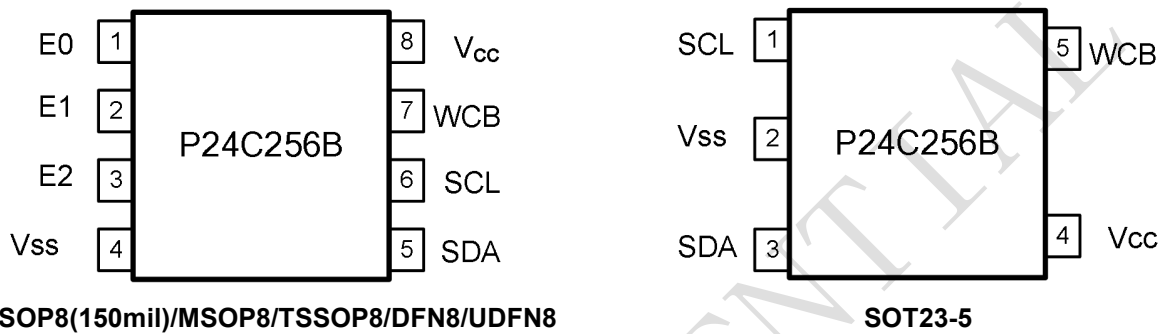 E0 1 8 Vcc
E1 2 7 WCB
P24C256B
E2 3 6 SCL
Vss 4 5 SDA
SOP8(150mil)/MSOP8/TSSOP8/DFN8/UDFN8
SCL 1 5 WCB
Vss 2 P24C256B
SDA 3 4 Vcc
SOT23-5